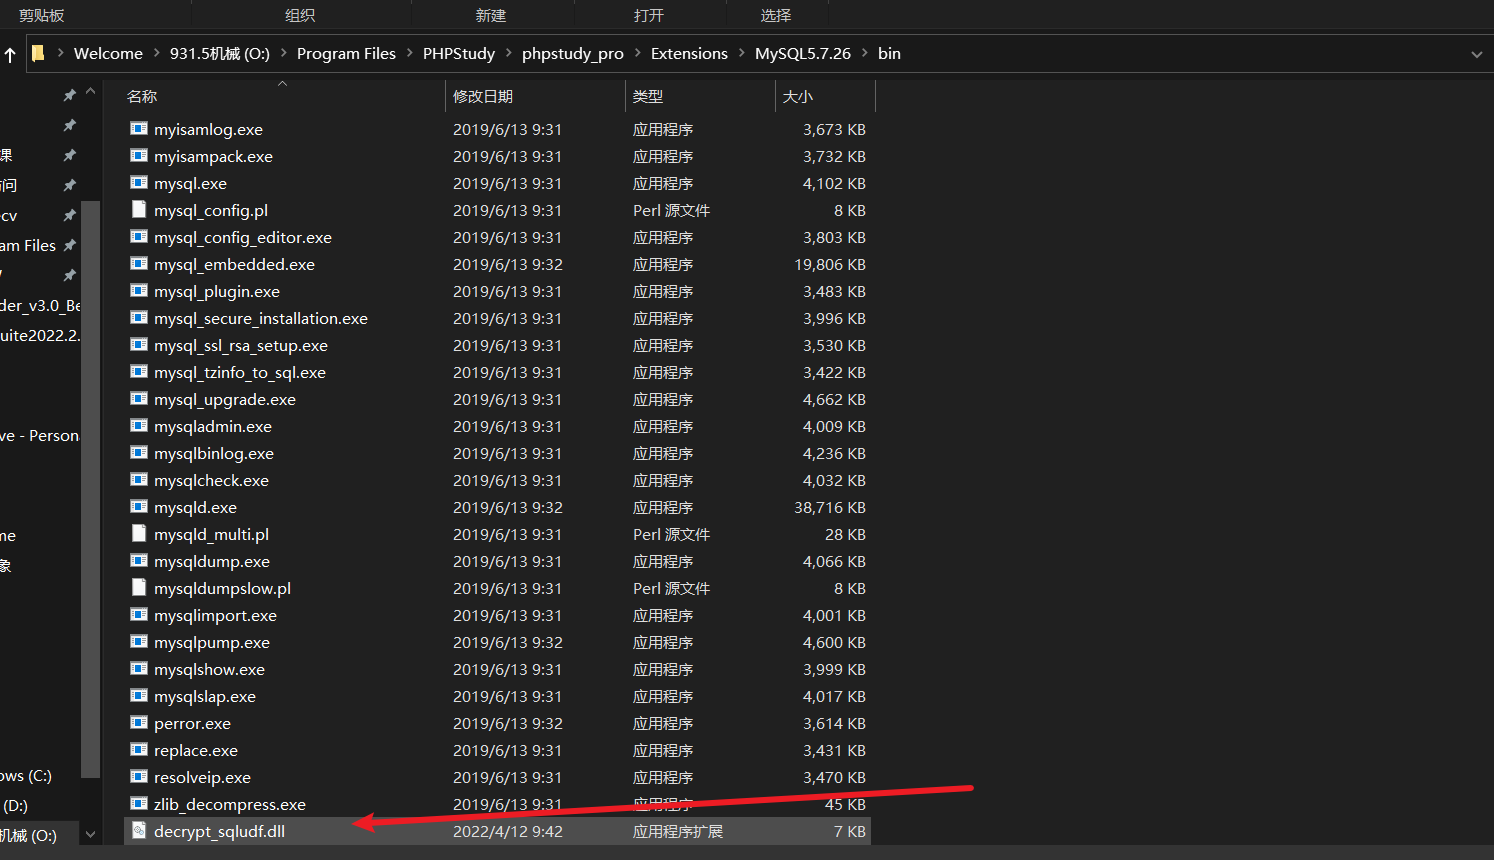 剪贴板 组织 新建 打开 选择
Welcome 931.5机械 (O:) Program Files PHPStudy phpstudy_pro Extensions MySQL5.7.26 bin
名称 修改日期 类型 大小
myisamlog.exe 2019/6/13 9:31 应用程序 3,673 KB
myisampack.exe 2019/6/13 9:31 应用程序 3,732 KB
课
mysql.exe 2019/6/13 9:31 应用程序 4,102 KB
问
mysql_config.pl 2019/6/13 9:31 Perl 源文件 8 KB
ecv
mysql_config_editor.exe 2019/6/13 9:31 应用程序 3,803 KB
am Files
mysql_embedded.exe 2019/6/13 9:32 应用程序 19,806 KB
mysql_plugin.exe 2019/6/13 9:31 应用程序 3,483 KB
der_v3.0_Be
mysql_secure_installation.exe 2019/6/13 9:31 应用程序 3,996 KB
uite2022.2.
mysql_ssl_rsa_setup.exe 2019/6/13 9:31 应用程序 3,530 KB
mysql_tzinfo_to_sql.exe 2019/6/13 9:31 应用程序 3,422 KB
mysql_upgrade.exe 2019/6/13 9:31 应用程序 4,662 KB
mysqladmin.exe 2019/6/13 9:31 应用程序 4,009 KB
ve - Persona
mysqlbinlog.exe 2019/6/13 9:31 应用程序 4,236 KB
mysqlcheck.exe 2019/6/13 9:31 应用程序 4,032 KB
mysqld.exe 2019/6/13 9:32 应用程序 38,716 KB
mysqld_multi.pl 2019/6/13 9:31 Perl 源文件 28 KB
me
mysqldump.exe 2019/6/13 9:31 应用程序 4,066 KB
象
mysqldumpslow.pl 2019/6/13 9:31 Perl 源文件 8 KB
mysqlimport.exe 2019/6/13 9:31 应用程序 4,001 KB
mysqlpump.exe 2019/6/13 9:32 应用程序 4,600 KB
mysqlshow.exe 2019/6/13 9:31 应用程序 3,999 KB
mysqlslap.exe 2019/6/13 9:31 应用程序 4,017 KB
perror.exe 2019/6/13 9:32 应用程序 3,614 KB
replace.exe 2019/6/13 9:31 应用程序 3,431 KB
resolveip.exe 2019/6/13 9:31 应用程序 3,470 KB
ows (C:)
zlib_decompress.exe 2019/6/13 9:31 应用程序 45 KB
(D:)
decrypt_sqludf.dll 2022/4/12 9:42 应用程序扩展 7 KB
机械 (O:)